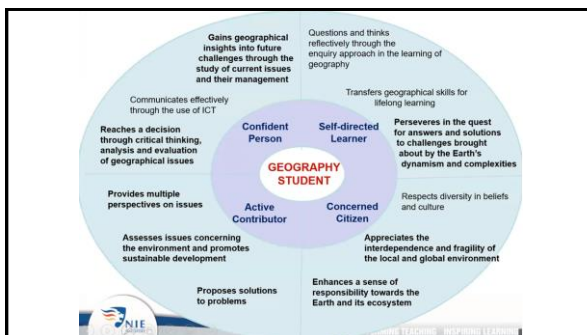 Gains geographical
insights into future
challenges through the
study of current issues
and their management
Questions and thinks
reflectively through the
enquiry approach in the learning of
geography
Communicates effectively
through the use of ICT
Transfers geographical skills for
lifelong learning
Reaches a decision
through critical thinking,
analysis and evaluation
of geographical issues
Confident
Person
Self-directed
Learner
Perseveres in the quest
for answers and solutions
to challenges brought
about by the Earth's
dynamism and complexities
GEOGRAPHY
STUDENT
Provides multiple
perspectives on issues
Active
Contributor
Concerned
Citizen
Respects diversity in beliefs
and culture
Assesses issues concerning
the environment and promotes
sustainable development
Appreciates the
interdependence and fragility of
the local and global environment
Proposes solutions
to problems
Enhances a sense of
responsibility towards the
Earth and its ecosystem
NIE
TEACHING INSPIRING LEARNING